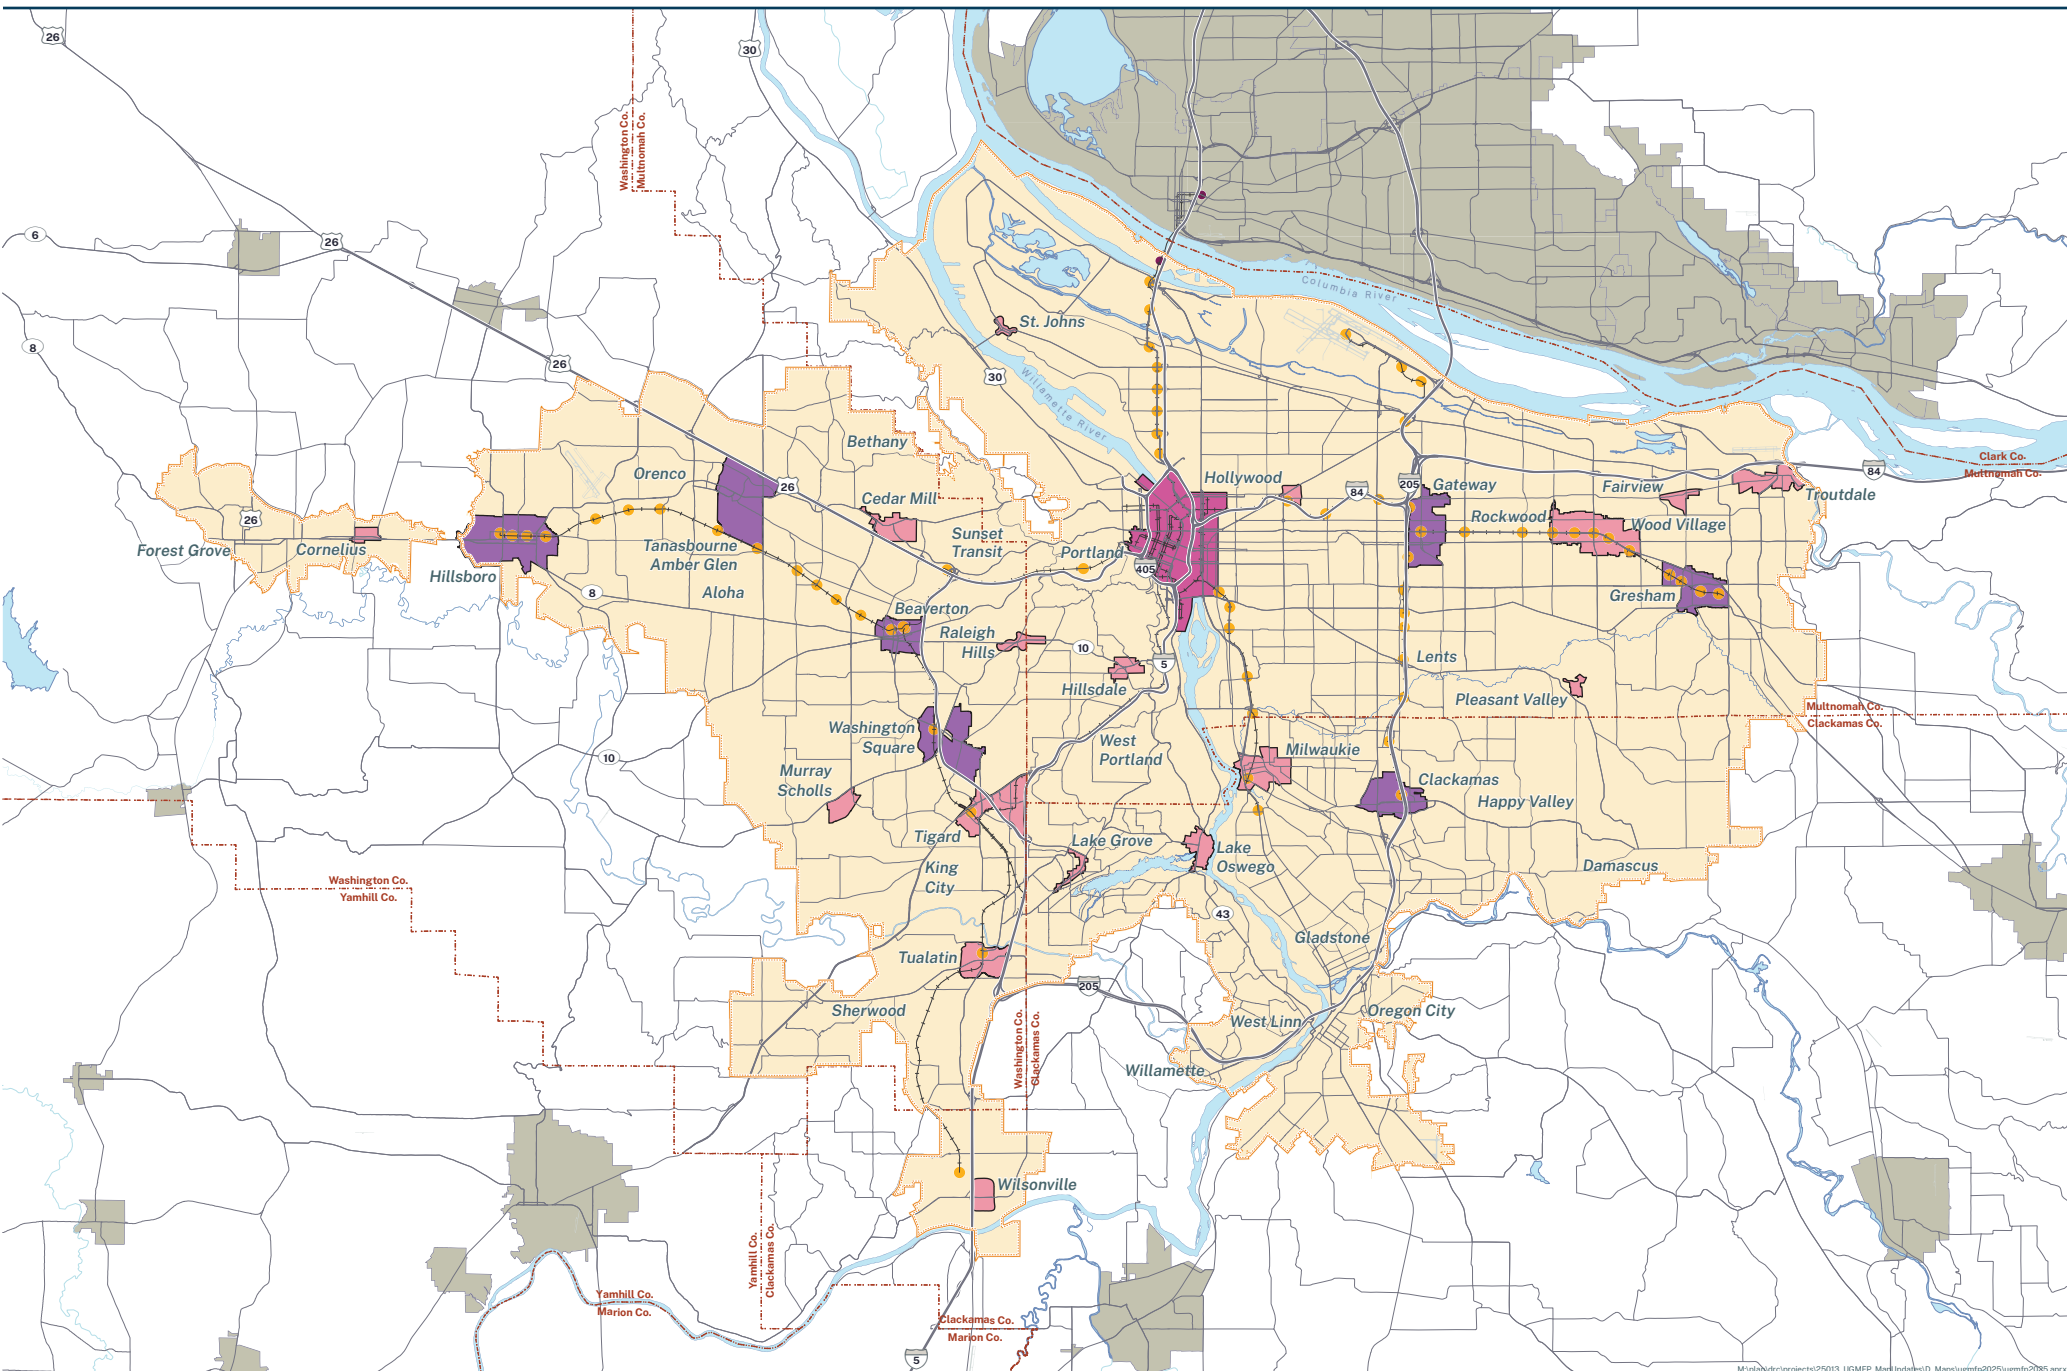 26
30
Washington Co.
Multnomah Co.
6
26
Columbia River
St. Johns
8
26
30
Willamette River
Bethany
Orenco
26
Cedar Mill
Hollywood
84
205
Gateway
Fairview
Clark Co.
Multnomah Co.
84
Troutdale
26
Forest Grove
Cornelius
Sunset
Transit
Rockwood
Wood Village
Tanasbourne
Amber Glen
Portland
405
Hillsboro
8
Aloha
Gresham
Beaverton
Raleigh
Hills
10
5
Lents
Hillsdale
Pleasant Valley
Multnomah Co.
Clackamas Co.
Washington
Square
West
Portland
Milwaukie
10
Murray
Scholls
Clackamas
Happy Valley
Tigard
Lake Grove
Lake
Oswego
King
City
Damascus
Washington Co.
Yamhill Co.
43
Gladstone
Tualatin
205
Sherwood
West Linn
Oregon City
Washington Co.
Clackamas Co.
Willamette
Wilsonville
Yamhill Co.
Clackamas Co.
Yamhill Co.
Marion Co.
Clackamas Co.
Marion Co.
5